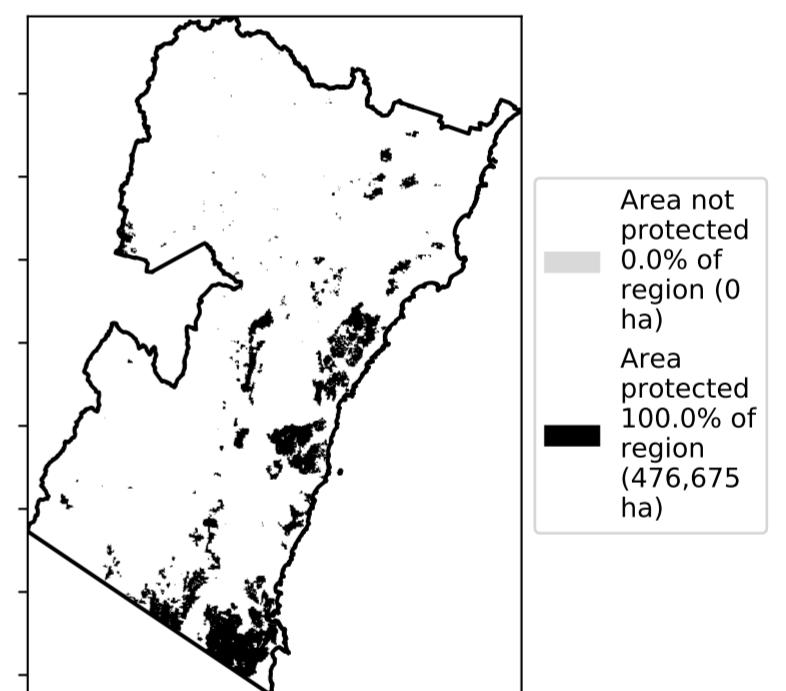 Area not
protected
0.0% of
region (0
ha)
Area
protected
100.0% of
region
(476,675
ha)